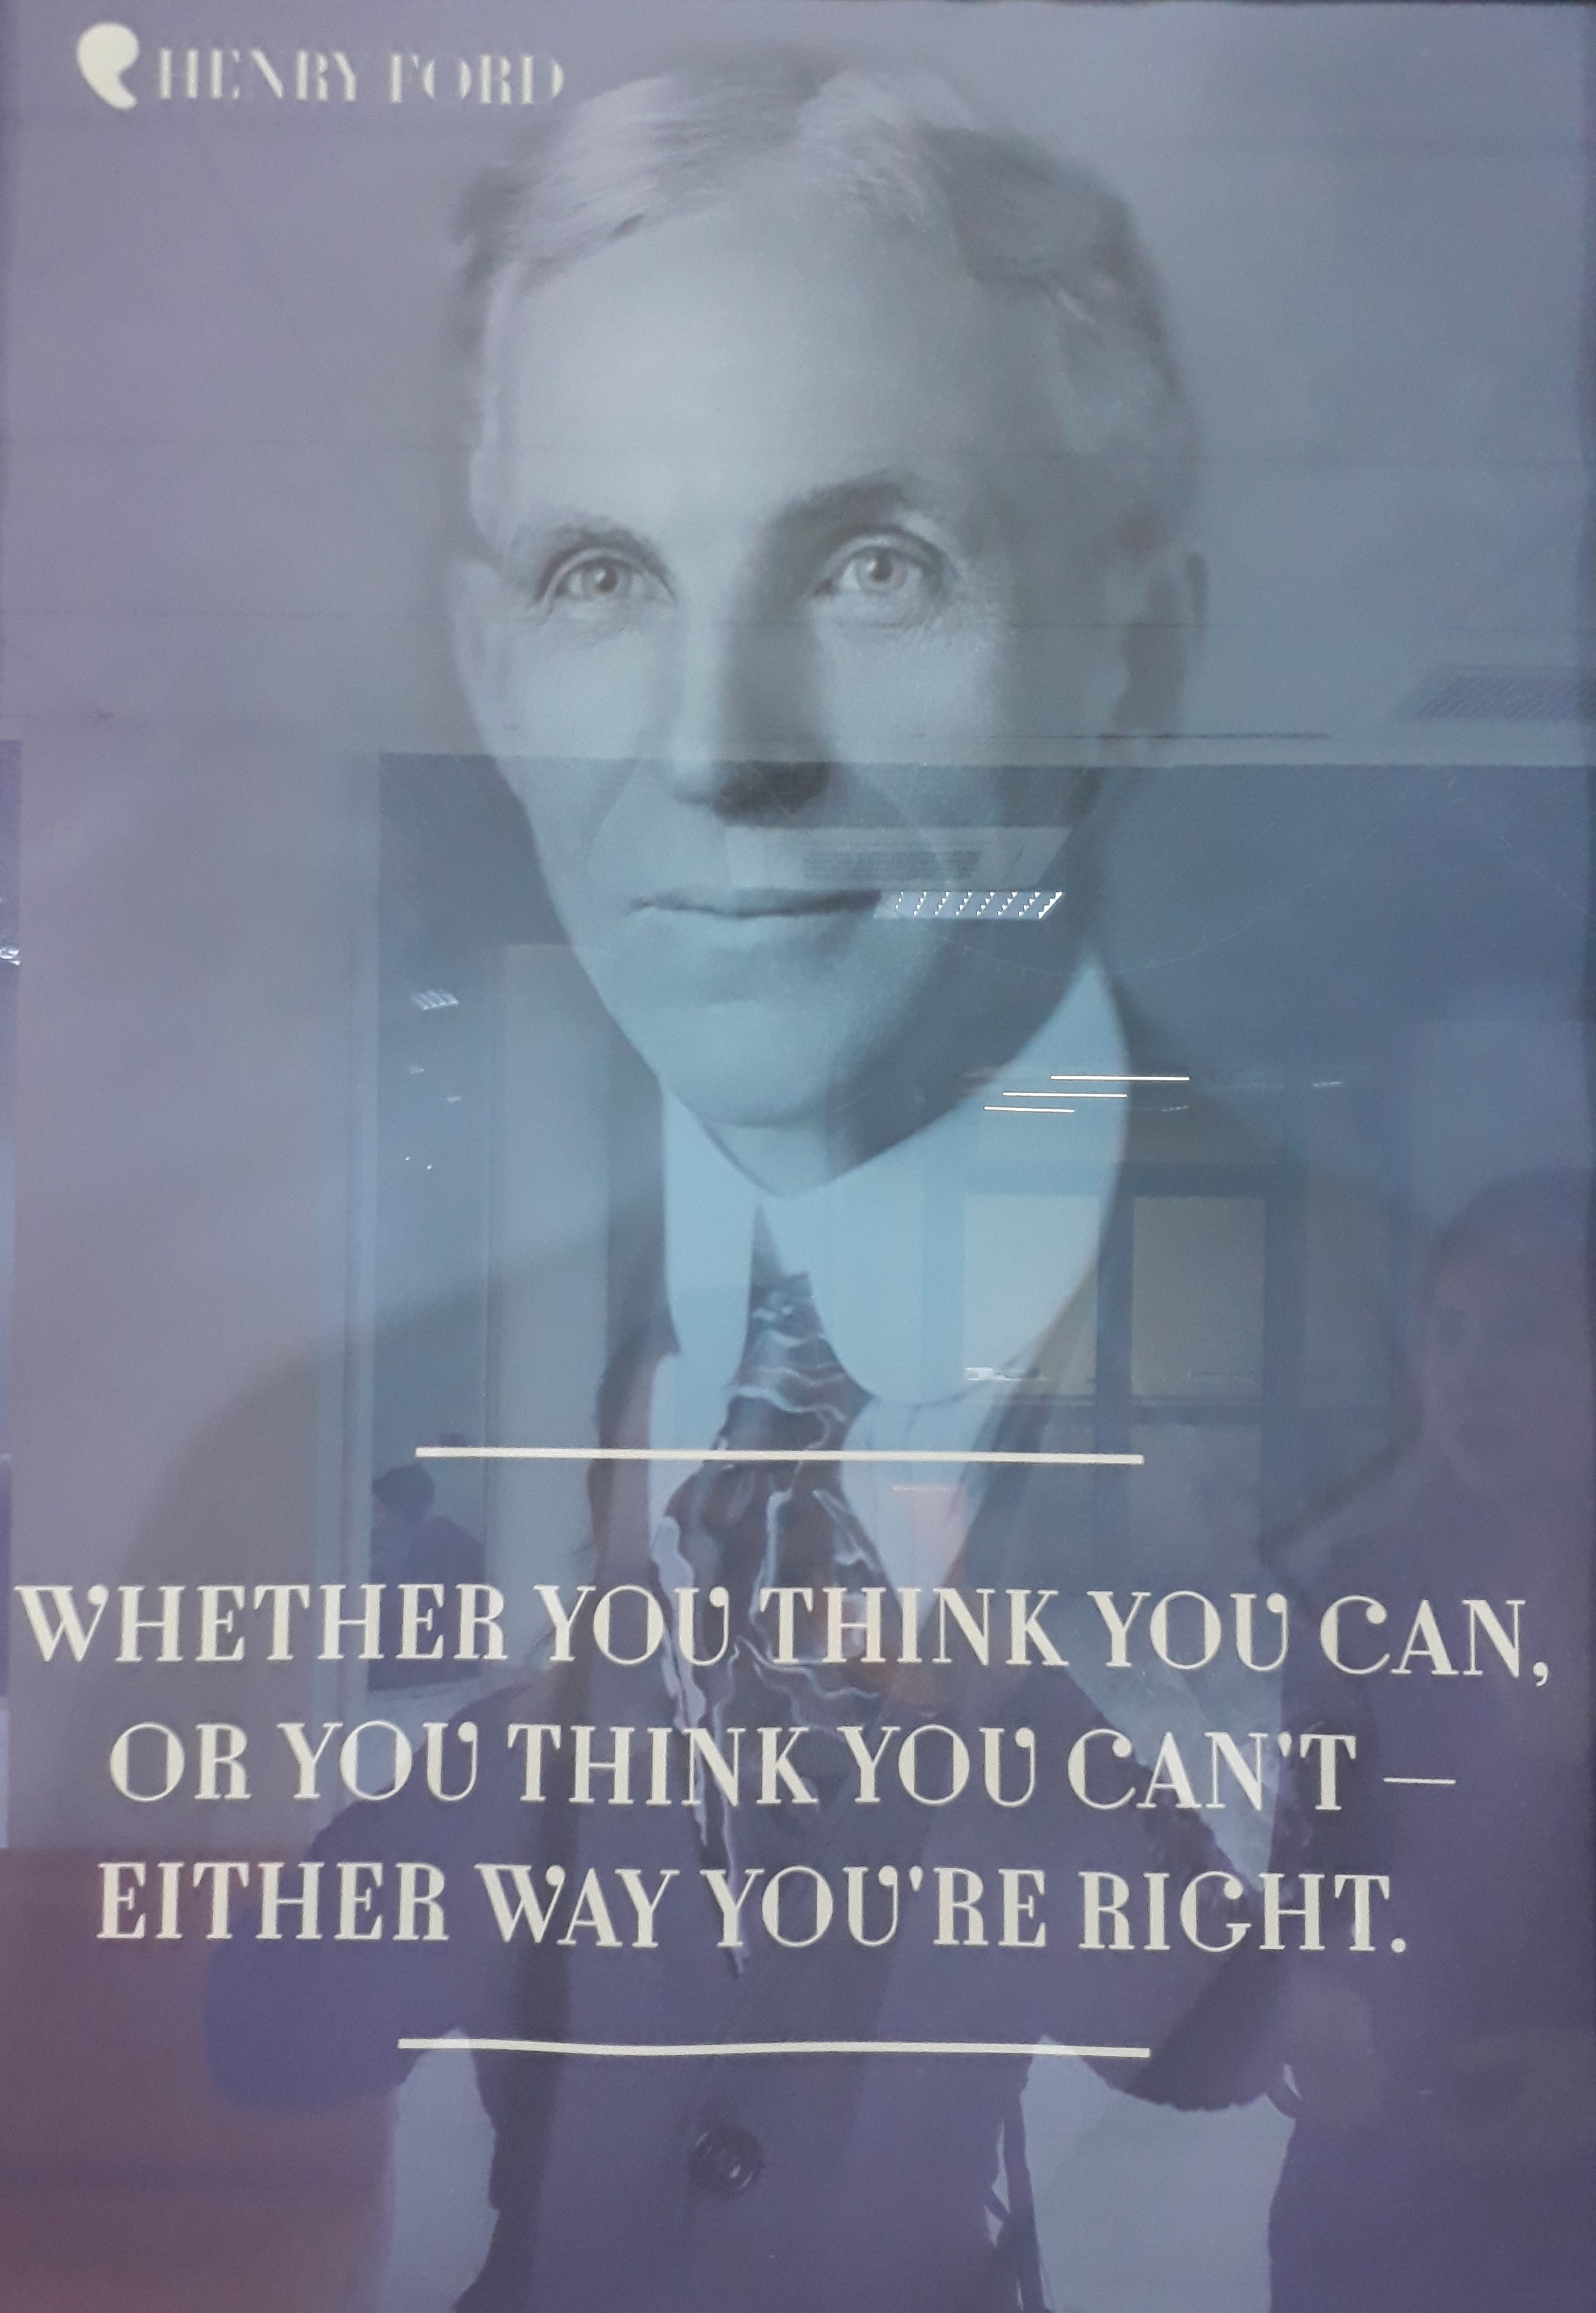 HENRY FORD
WHETHER YOU THINK YOU CAN,
OR YOU THINK YOU CAN'T —
EITHER WAY YOU'RE RIGHT.